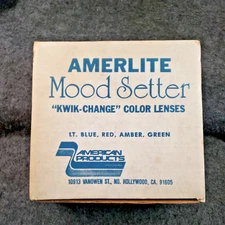 AMERLITE
Mood Setter
"KWIK-CHANGE" COLOR LENSES
LT. BLUE, RED, AMBER, GREEN
AMERICAN
PRODUCTS
10913 VANOWEN ST., NO. HOLLYWOOD, CA. 91605